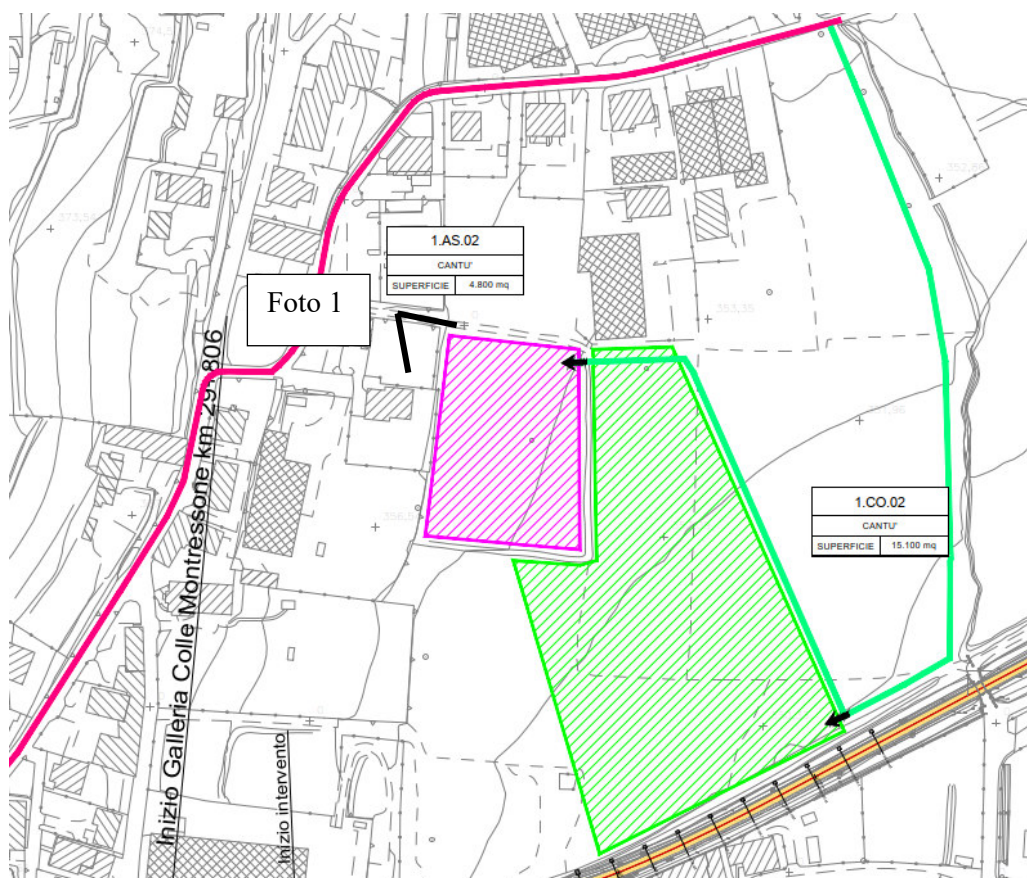 1.AS.02
CANTU'
SUPERFICIE 4.800 mq
Foto 1
353,35
373,54
1.CO.02
CANTU'
SUPERFICIE 15.100 mq
Inizio Galleria Colle Montressone km 29+806
Inizio intervento